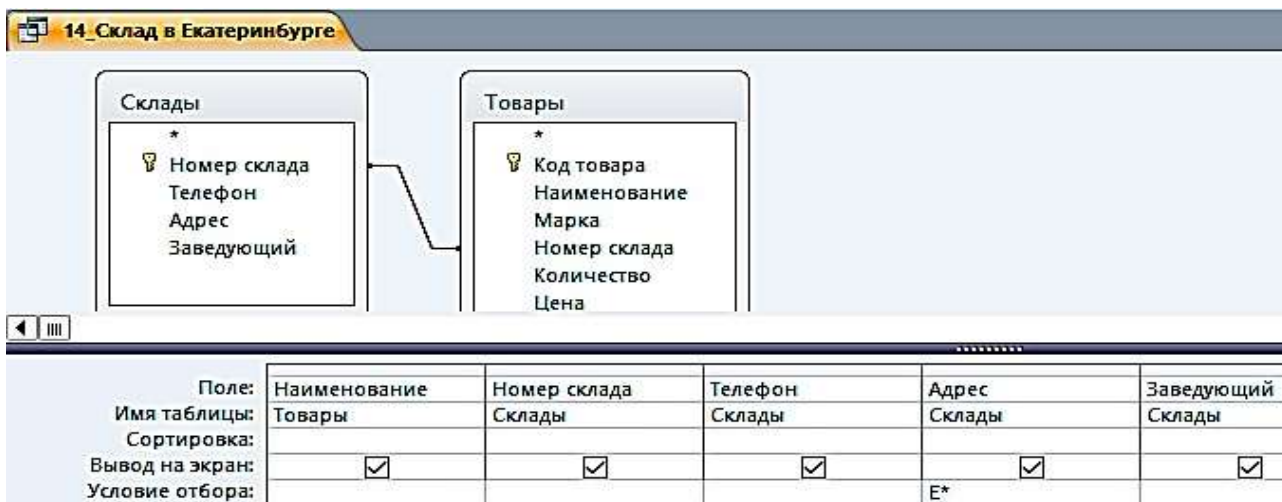 14_Склад в Екатеринбурге
Склады
*
Номер склада
Телефон
Адрес
Заведующий
Товары
*
Код товара
Наименование
Марка
Номер склада
Количество
Цена
Поле: Наименование Номер склада Телефон Адрес Заведующий
Имя таблицы: Товары Склады Склады Склады Склады
Сортировка:
Вывод на экран:
Условие отбора: Е*